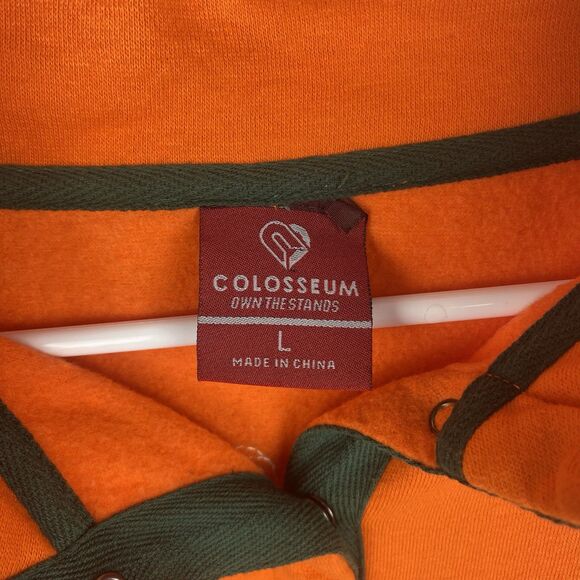 COLOSSEUM
OWN THE STANDS
L
MADE IN CHINA